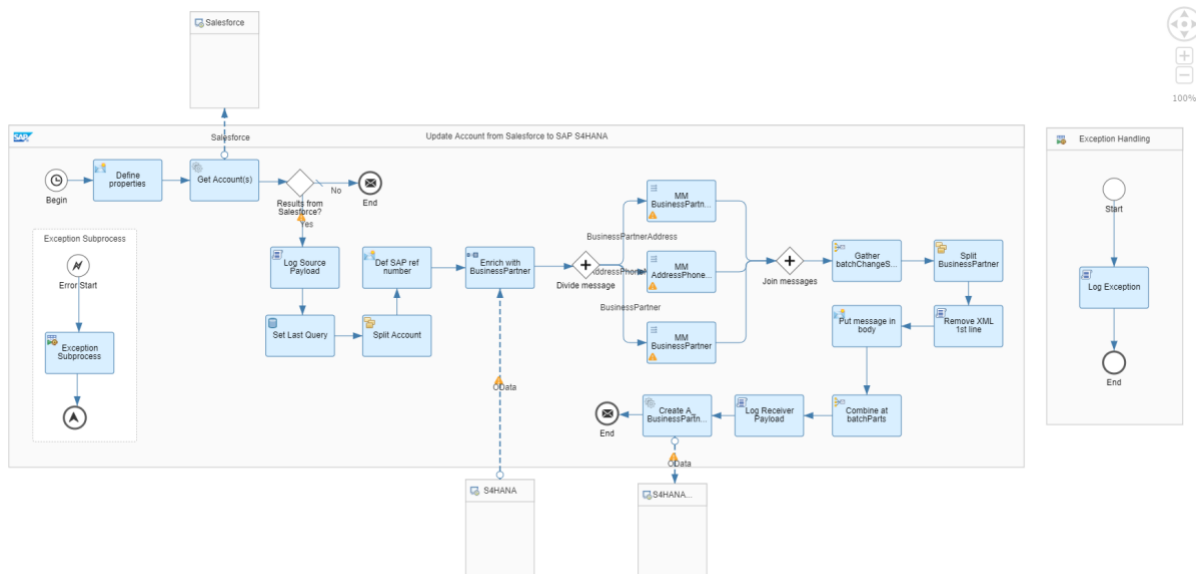 Salesforce
100%
SAP
Salesforce
Update Account from Salesforce to SAP S4HANA
Exception Handling
Begin
Define
properties
Get Account(s)
No
End
Results from
Salesforce?
Yes
MM
BusinessPartn...
Start
Exception Subprocess
Error Start
Log Source
Payload
Def SAP ref
number
Enrich with
BusinessPartner
Divide message
BusinessPartnerAddress
MM
AddressPhone...
Join messages
Gather
batchChangeS...
Split
BusinessPartner
Log Exception
BusinessPartner
Exception
Subprocess
Set Last Query
Split Account
MM
BusinessPartner
Put message in
body
Remove XML
1st line
End
OData
End
Create A_
BusinessPartn...
Log Receiver
Payload
Combine at
batchParts
OData
S4HANA
S4HANA...